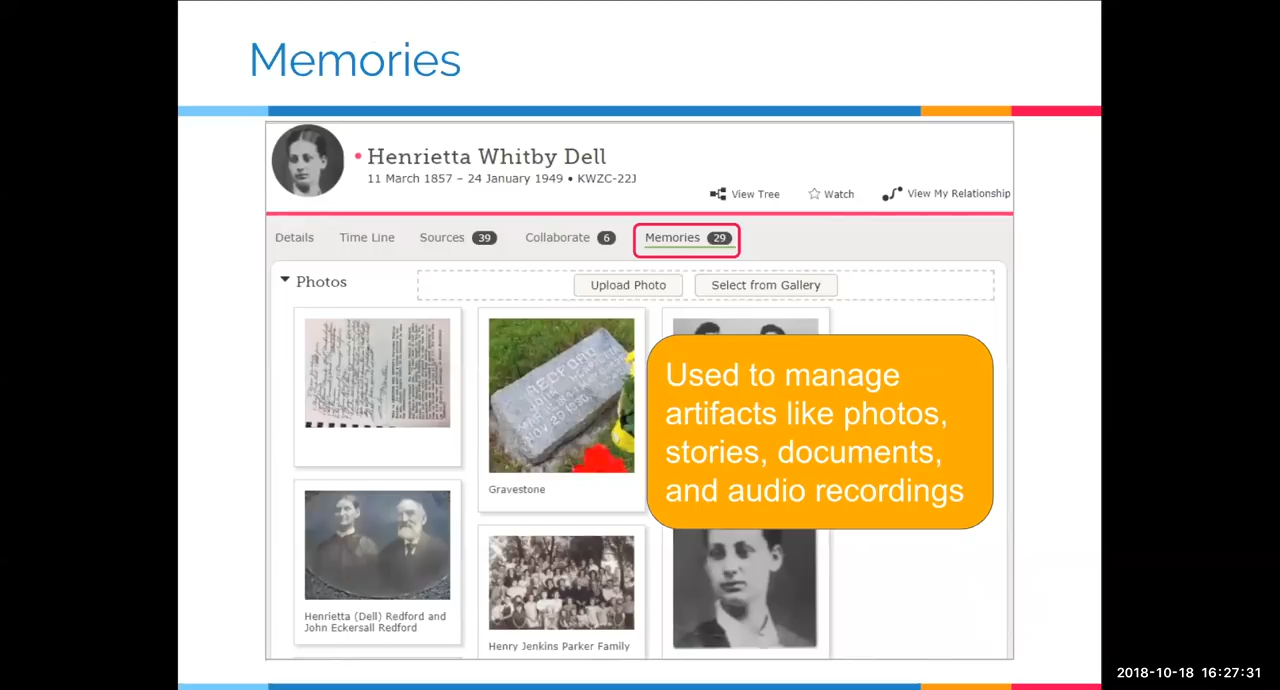 Memories
Henrietta Whitby Dell
11 March 1857 – 24 January 1949 • KWZC-22J
View Tree
Watch
View My Relationship
Details
Time Line
Sources 39
Collaborate 6
Memories 29
Photos
Upload Photo
Select from Gallery
REDFORD
Gravestone
Used to manage
artifacts like photos,
stories, documents,
and audio recordings
Henrietta (Dell) Redford and
John Eckersall Redford
Henry Jenkins Parker Family
2018-10-18 16:27:31